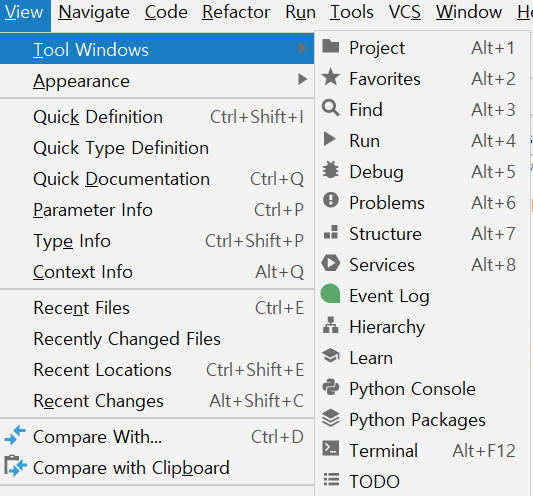 View Navigate Code Refactor Run Tools VCS Window
Tool Windows
Appearance
Quick Definition Ctrl+Shift+I
Quick Type Definition
Quick Documentation Ctrl+Q
Parameter Info Ctrl+P
Type Info Ctrl+Shift+P
Context Info Alt+Q
Recent Files Ctrl+E
Recently Changed Files
Recent Locations Ctrl+Shift+E
Recent Changes Alt+Shift+C
Compare With... Ctrl+D
Compare with Clipboard
Project Alt+1
Favorites Alt+2
Find Alt+3
Run Alt+4
Debug Alt+5
Problems Alt+6
Structure Alt+7
Services Alt+8
Event Log
Hierarchy
Learn
Python Console
Python Packages
Terminal Alt+F12
TODO